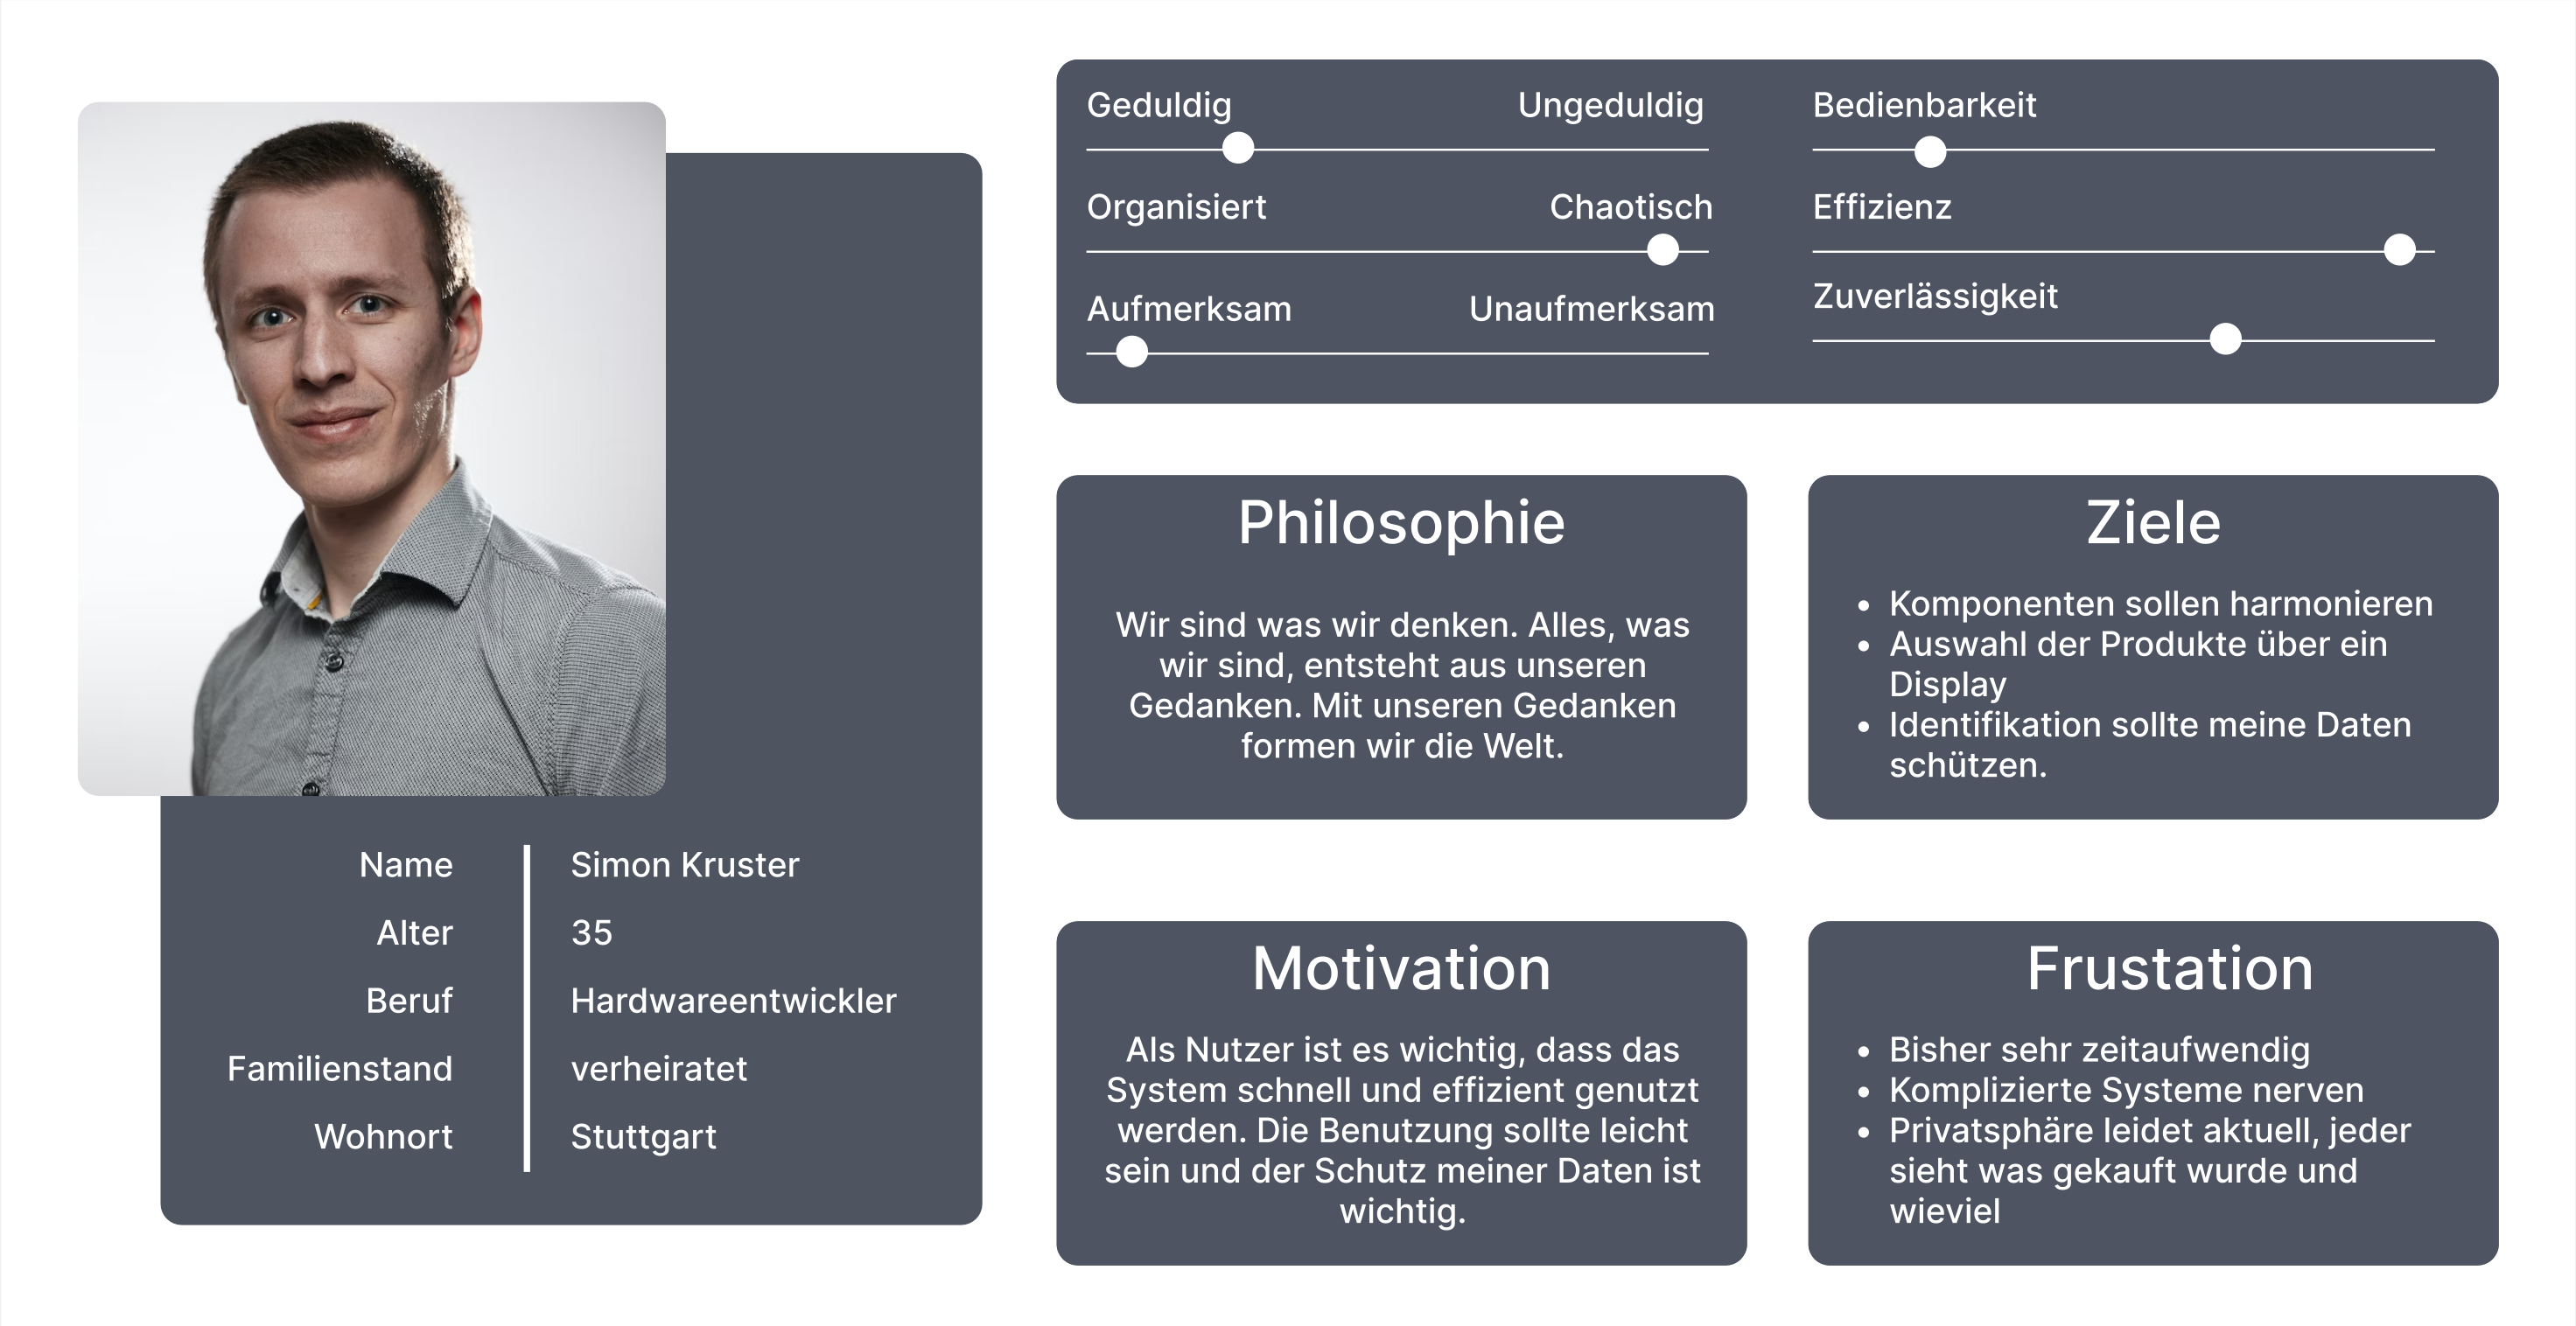 Name Simon Kruster
Alter 35
Beruf Hardwareentwickler
Familienstand verheiratet
Wohnort Stuttgart
Geduldig Ungeduldig
Organisiert Chaotisch
Aufmerksam Unaufmerksam
Bedienbarkeit
Effizienz
Zuverlässigkeit
Philosophie
Wir sind was wir denken. Alles, was
wir sind, entsteht aus unseren
Gedanken. Mit unseren Gedanken
formen wir die Welt.
Ziele
• Komponenten sollen harmonieren
• Auswahl der Produkte über ein
Display
• Identifikation sollte meine Daten
schützen.
Motivation
Als Nutzer ist es wichtig, dass das
System schnell und effizient genutzt
werden. Die Benutzung sollte leicht
sein und der Schutz meiner Daten ist
wichtig.
Frustation
• Bisher sehr zeitaufwendig
• Komplizierte Systeme nerven
• Privatsphäre leidet aktuell, jeder
sieht was gekauft wurde und
wieviel